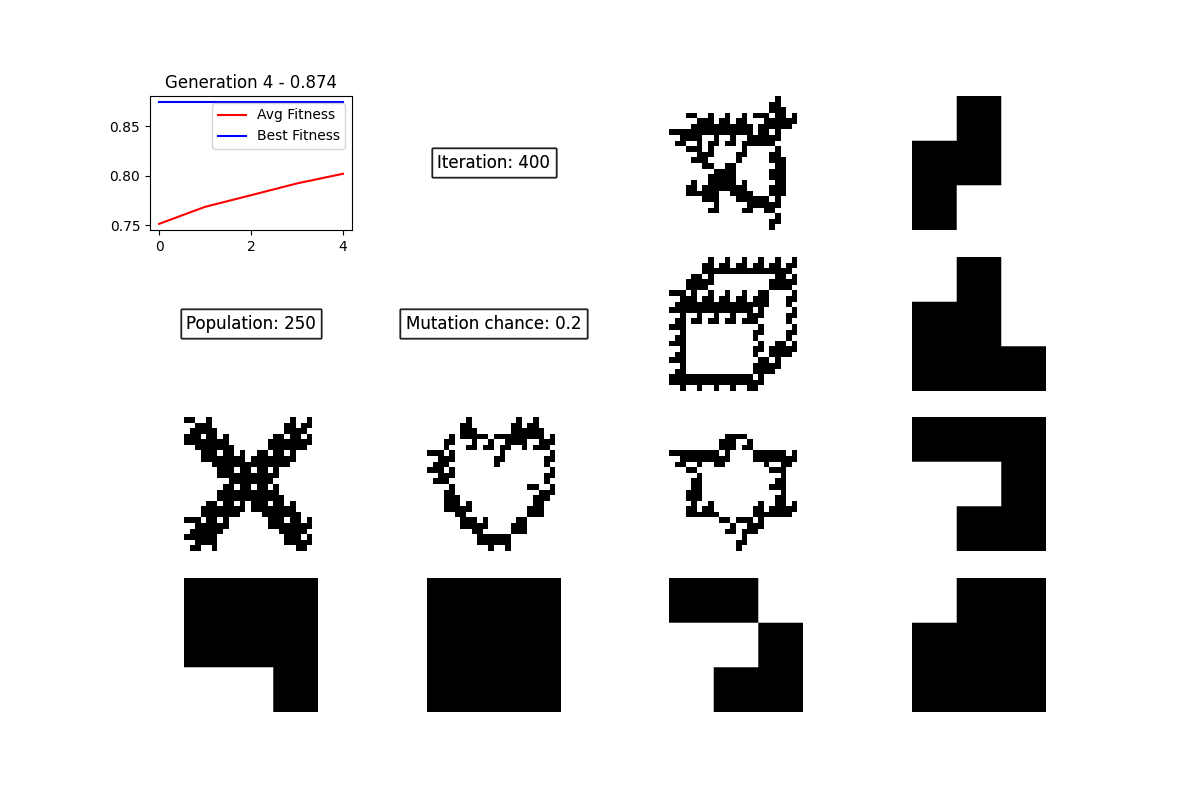 Generation 4 - 0.874
0.85
0.80
0.75
Avg Fitness
Best Fitness
0
2
4
Iteration: 400
Population: 250
Mutation chance: 0.2